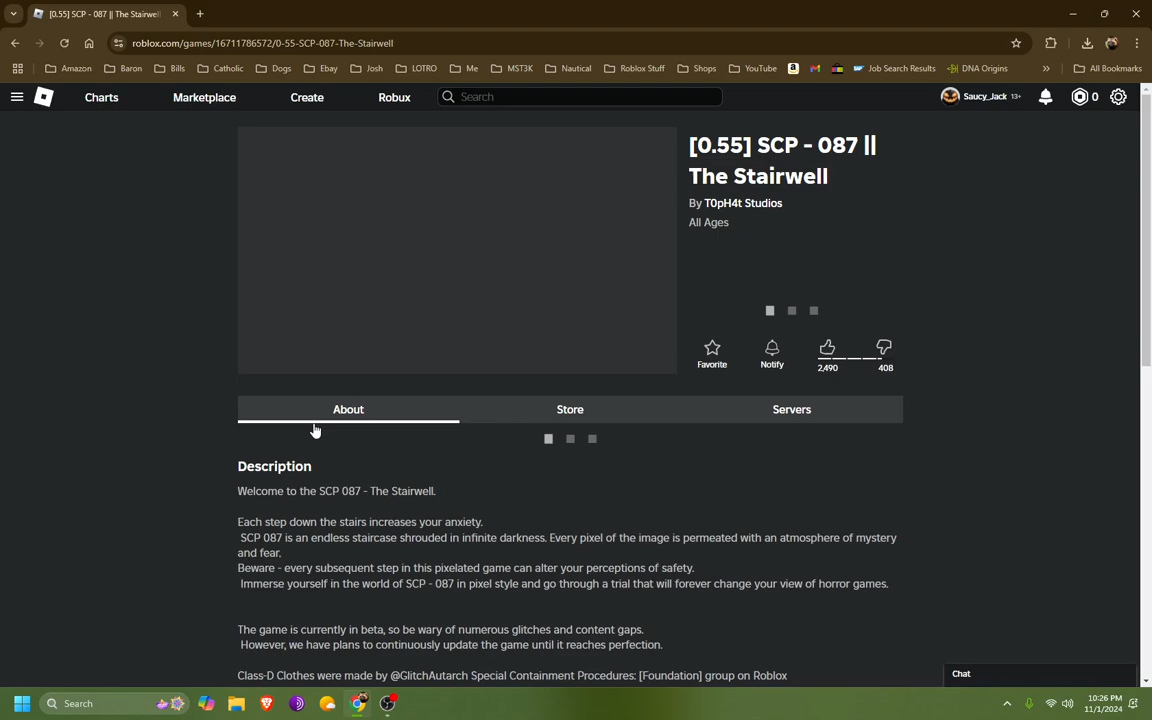 [0.55] SCP - 087 || The Stairwell
roblox.com/games/16711786572/0-55-SCP-087-The-Stairwell
Amazon Baron Bills Catholic Dogs Ebay Josh LOTRO Me MST3K Nautical Roblox Stuff Shops YouTube Job Search Results DNA Origins » All Bookmarks
Charts Marketplace Create Robux Search Saucy_Jack 13+ 0
[0.55] SCP - 087 ||
The Stairwell
By T0pH4t Studios
All Ages
Favorite Notify 2,490 408
About Store Servers
Description
Welcome to the SCP 087 - The Stairwell.
Each step down the stairs increases your anxiety.
SCP 087 is an endless staircase shrouded in infinite darkness. Every pixel of the image is permeated with an atmosphere of mystery
and fear.
Beware - every subsequent step in this pixelated game can alter your perceptions of safety.
Immerse yourself in the world of SCP - 087 in pixel style and go through a trial that will forever change your view of horror games.
The game is currently in beta, so be wary of numerous glitches and content gaps.
However, we have plans to continuously update the game until it reaches perfection.
Class-D Clothes were made by @GlitchAutarch Special Containment Procedures: [Foundation] group on Roblox
Chat
Search
10:26 PM
11/1/2024